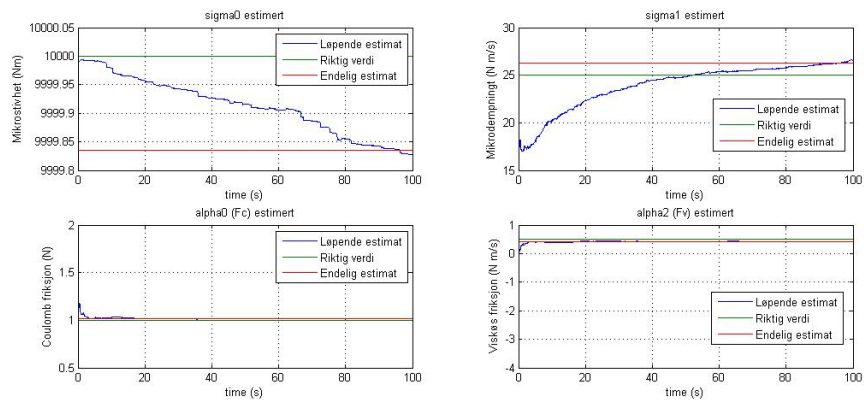 sigma0 estimert
10000.05
10000
9999.95
9999.9
9999.85
9999.8
Mikrostivhet (Nm)
0
20
40
60
80
100
time (s)
Løpende estimat
Riktig verdi
Endelig estimat
sigma1 estimert
30
25
20
15
Mikrodempningt (N m/s)
0
20
40
60
80
100
time (s)
Løpende estimat
Riktig verdi
Endelig estimat
alpha0 (Fc) estimert
2
1.5
1
0.5
Coulomb friksjon (N)
0
20
40
60
80
100
time (s)
Løpende estimat
Riktig verdi
Endelig estimat
alpha2 (Fv) estimert
1
0
-1
-2
-3
-4
Viskøs friksjon (N m/s)
0
20
40
60
80
100
time (s)
Løpende estimat
Riktig verdi
Endelig estimat